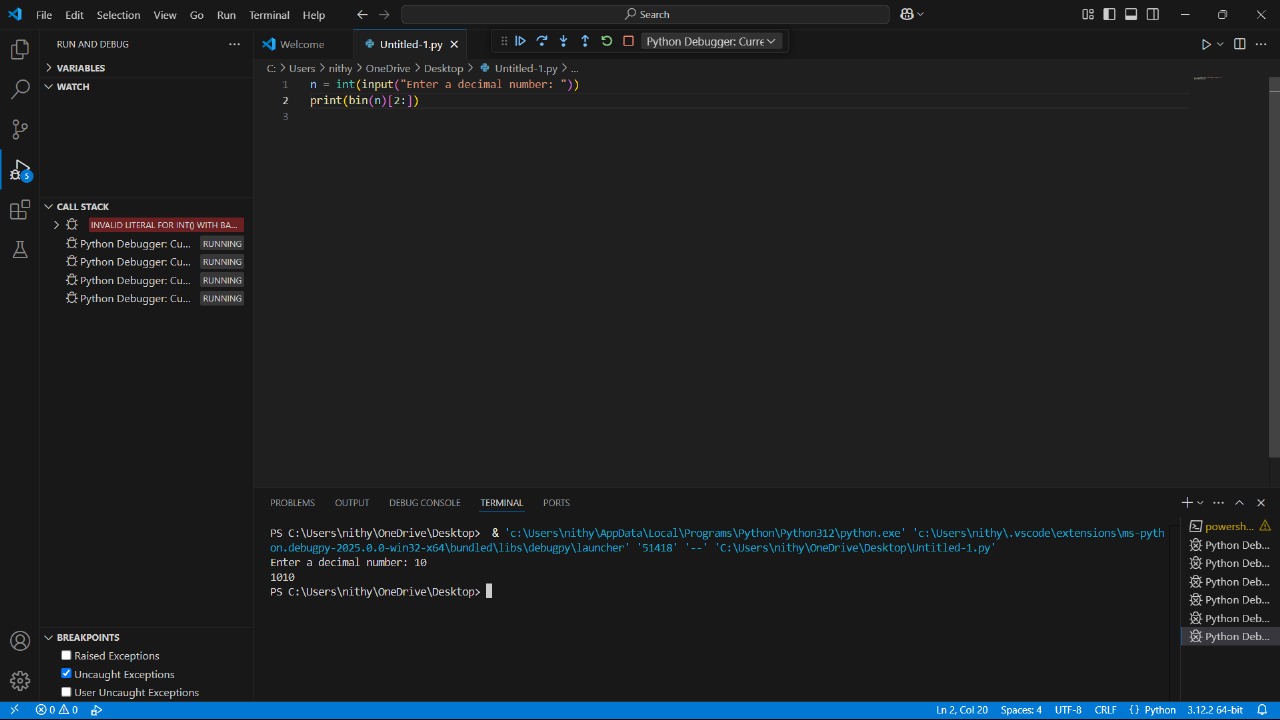 File Edit Selection View Go Run Terminal Help
Search
RUN AND DEBUG
VARIABLES
WATCH
CALL STACK
INVALID LITERAL FOR INT() WITH BA...
Python Debugger: Cu... RUNNING
Python Debugger: Cu... RUNNING
Python Debugger: Cu... RUNNING
Python Debugger: Cu... RUNNING
5
BREAKPOINTS
Raised Exceptions
Uncaught Exceptions
User Uncaught Exceptions
Welcome Untitled-1.py
Python Debugger: Curre
C: > Users > nithy > OneDrive > Desktop > Untitled-1.py > ...
1 n = int(input("Enter a decimal number: "))
2 print(bin(n)[2:])
3
PROBLEMS OUTPUT DEBUG CONSOLE TERMINAL PORTS
PS C:\Users\nithy\OneDrive\Desktop> & 'c:\Users\nithy\AppData\Local\Programs\Python\Python312\python.exe' 'c:\Users\nithy\.vscode\extensions\ms-pyth
on.debugpy-2025.0.0-win32-x64\bundled\libs\debugpy\launcher' '51418' '--' 'C:\Users\nithy\OneDrive\Desktop\Untitled-1.py'
Enter a decimal number: 10
1010
PS C:\Users\nithy\OneDrive\Desktop>
powersh...
Python Deb...
Python Deb...
Python Deb...
Python Deb...
Python Deb...
Python Deb...
0 0
Ln 2, Col 20 Spaces: 4 UTF-8 CRLF {} Python 3.12.2 64-bit